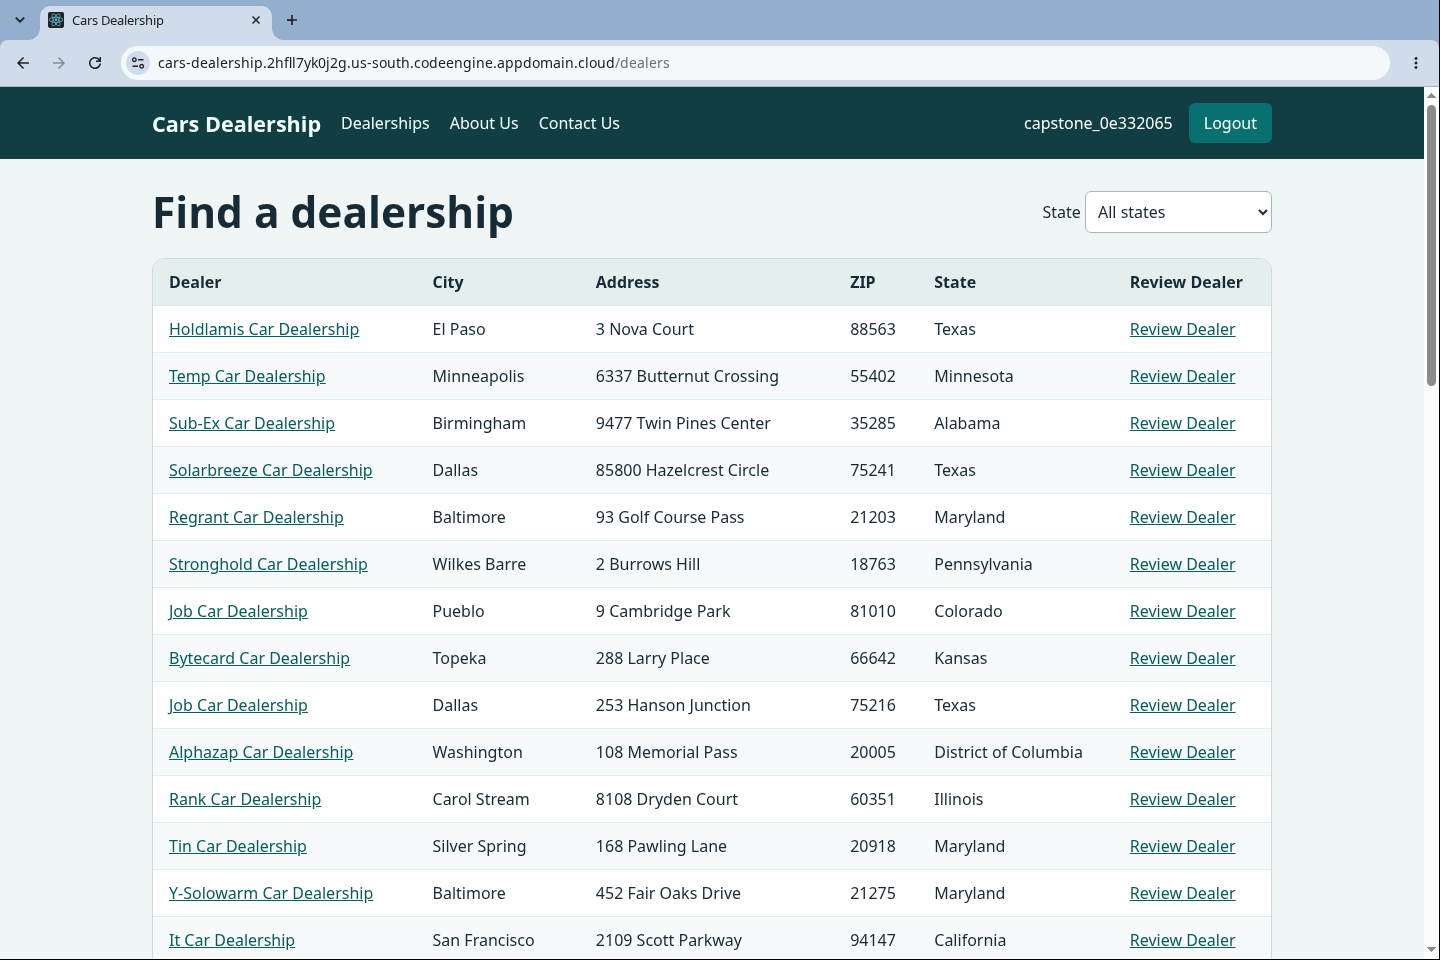 Cars Dealership
cars-dealership.2hfll7yk0j2g.us-south.codeengine.appdomain.cloud/dealers
Cars Dealership Dealerships About Us Contact Us capstone_0e332065 Logout
Find a dealership State All states
Dealer City Address ZIP State Review Dealer
Holdlamis Car Dealership El Paso 3 Nova Court 88563 Texas Review Dealer
Temp Car Dealership Minneapolis 6337 Butternut Crossing 55402 Minnesota Review Dealer
Sub-Ex Car Dealership Birmingham 9477 Twin Pines Center 35285 Alabama Review Dealer
Solarbreeze Car Dealership Dallas 85800 Hazelcrest Circle 75241 Texas Review Dealer
Regrant Car Dealership Baltimore 93 Golf Course Pass 21203 Maryland Review Dealer
Stronghold Car Dealership Wilkes Barre 2 Burrows Hill 18763 Pennsylvania Review Dealer
Job Car Dealership Pueblo 9 Cambridge Park 81010 Colorado Review Dealer
Bytecard Car Dealership Topeka 288 Larry Place 66642 Kansas Review Dealer
Job Car Dealership Dallas 253 Hanson Junction 75216 Texas Review Dealer
Alphazap Car Dealership Washington 108 Memorial Pass 20005 District of Columbia Review Dealer
Rank Car Dealership Carol Stream 8108 Dryden Court 60351 Illinois Review Dealer
Tin Car Dealership Silver Spring 168 Pawling Lane 20918 Maryland Review Dealer
Y-Solowarm Car Dealership Baltimore 452 Fair Oaks Drive 21275 Maryland Review Dealer
It Car Dealership San Francisco 2109 Scott Parkway 94147 California Review Dealer